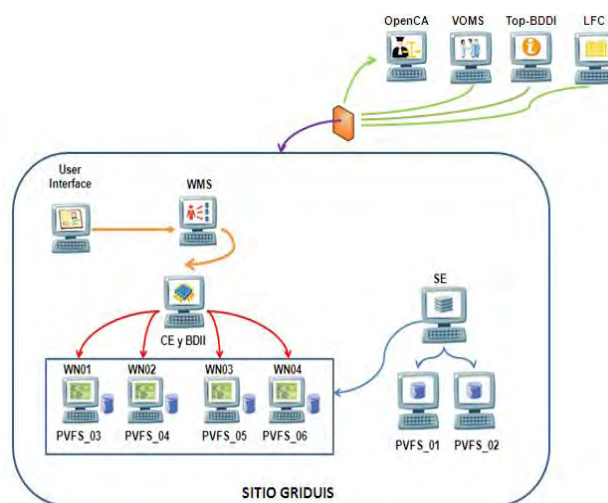 OpenCA VOMS Top-BDDI LFC
User
Interface
WMS
CE y BDII
SE
WN01 WN02 WN03 WN04
PVFS_03 PVFS_04 PVFS_05 PVFS_06
PVFS_01 PVFS_02
SITIO GRIDUIS